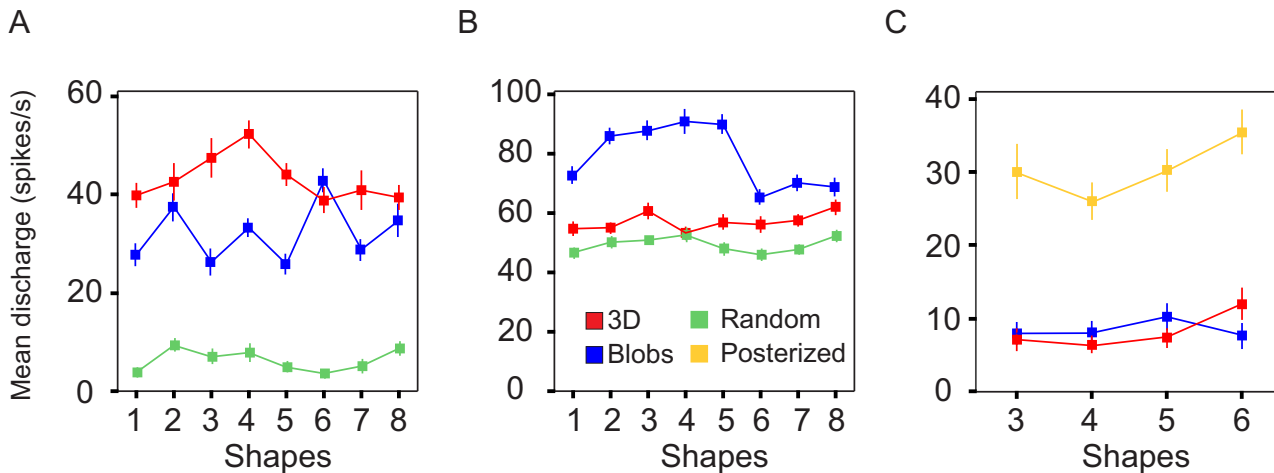 A
B
C
Mean discharge (spikes/s)
60
40
20
0
1 2 3 4 5 6 7 8
Shapes
100
80
60
40
20
0
3D
Random
Blobs
Posterized
1 2 3 4 5 6 7 8
Shapes
40
30
20
10
0
3 4 5 6
Shapes